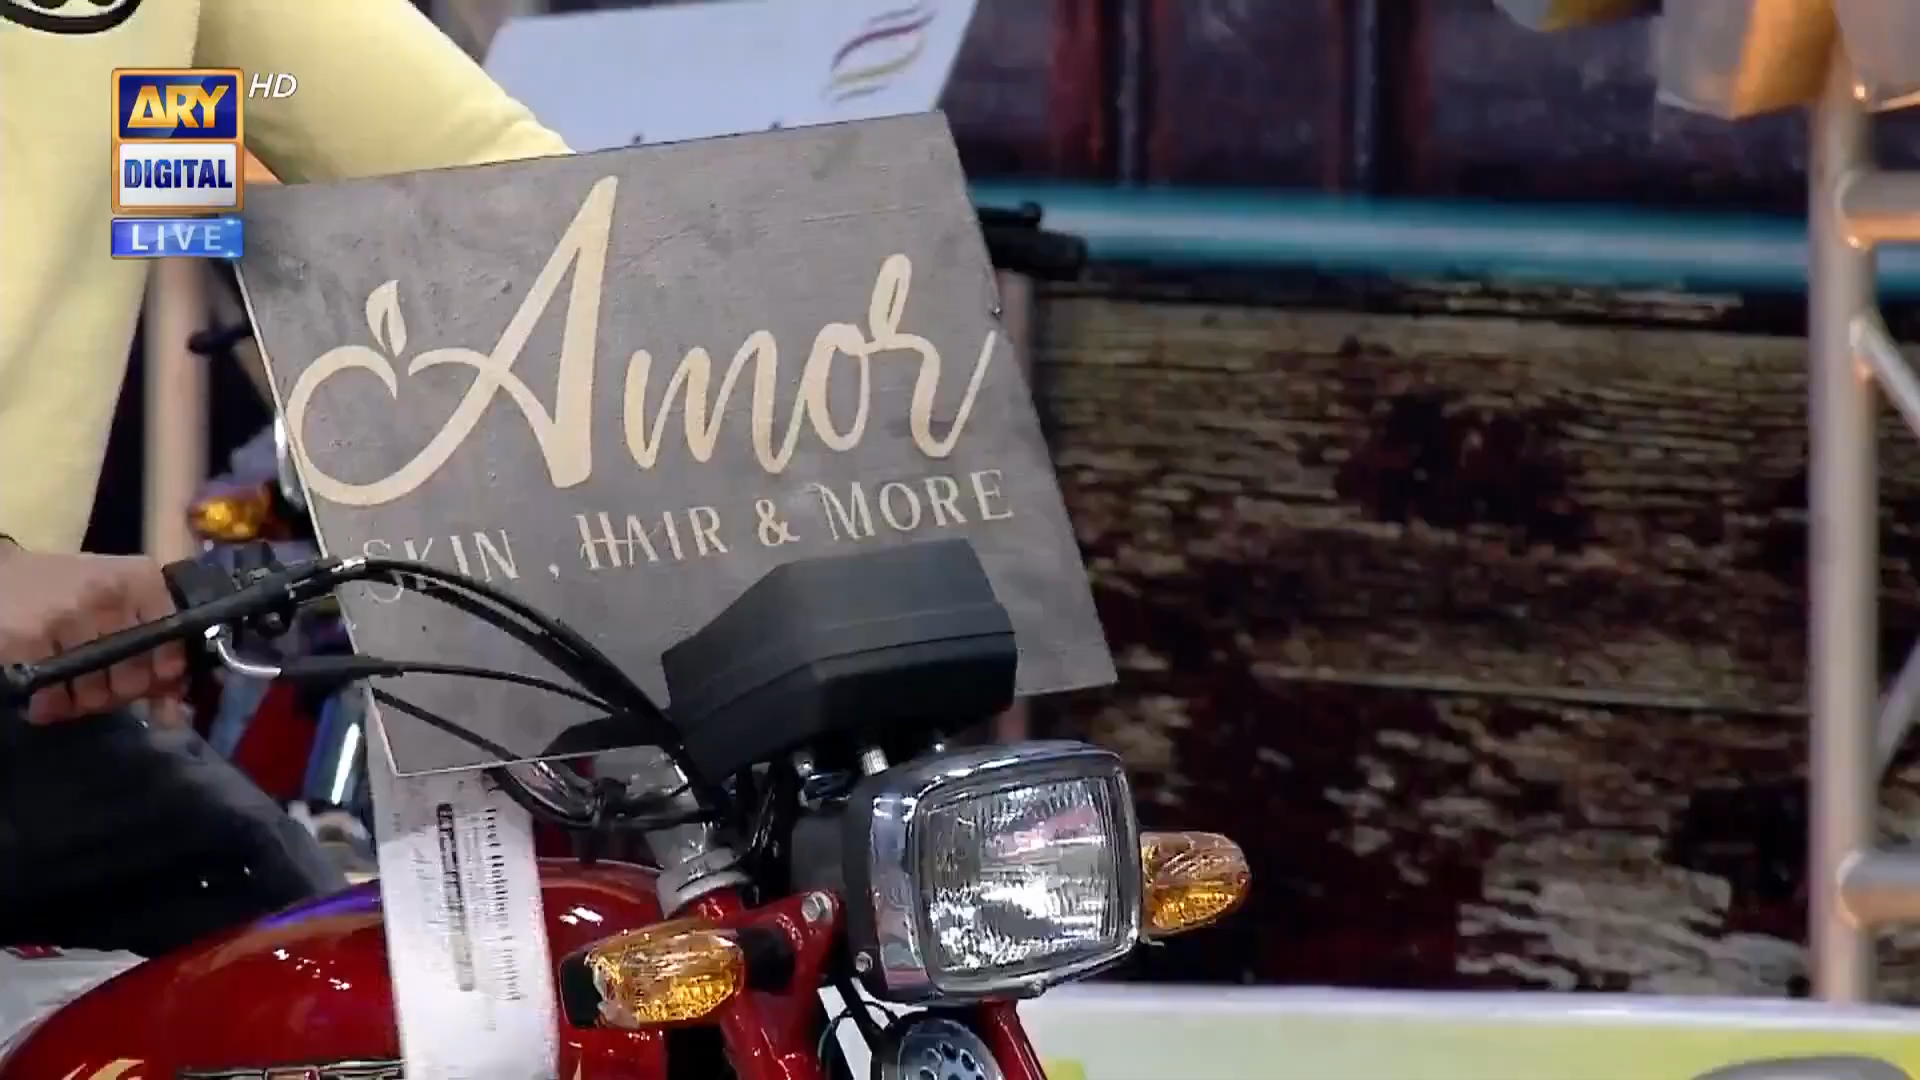 ARY HD
DIGITAL
LIVE
Amor
SKIN, HAIR & MORE